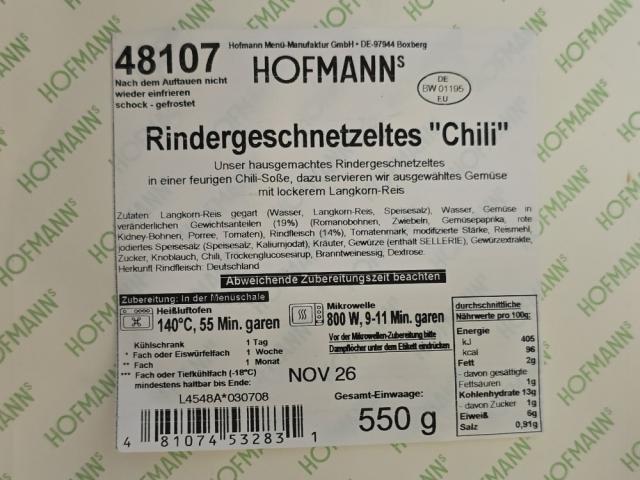 48107
Hofmann Menü-Manufaktur GmbH • DE-97944 Boxberg
HOFMANNS
Nach dem Auftauen nicht
wieder einfrieren
schock - gefrostet
DE
BW 01195
EU
Rindergeschnetzeltes "Chili"
Unser hausgemachtes Rindergeschnetzeltes
in einer feurigen Chili-Soße, dazu servieren wir ausgewähltes Gemüse
mit lockerem Langkorn-Reis
Zutaten: Langkorn-Reis gegart (Wasser, Langkorn-Reis, Speisesalz), Wasser, Gemüse in
veränderlichen Gewichtsanteilen (19%) (Romanobohnen, Zwiebeln, Gemüsepaprika, rote
Kidney-Bohnen, Porree, Tomaten), Rindfleisch (14%), Tomatenmark, modifizierte Stärke, Reismehl,
jodiertes Speisesalz (Speisesalz, Kaliumjodat), Kräuter, Gewürze (enthält SELLERIE), Gewürzextrakte,
Zucker, Knoblauch, Chili, Trockenglucosesirup, Branntweinessig, Dextrose.
Herkunft Rindfleisch: Deutschland
Abweichende Zubereitungszeit beachten
Zubereitung: In der Menüschale
Heißluftofen
140°C, 55 Min. garen
Mikrowelle
800 W, 9-11 Min. garen
Vor der Mikrowellen-Zubereitung bitte
Dampflöcher unter dem Etikett eindrücken
Kühlschrank 1 Tag
* Fach oder Eiswürfelfach 1 Woche
** Fach 1 Monat
*** Fach oder Tiefkühlfach (-18°C)
mindestens haltbar bis Ende:
NOV 26
L4548A*030708
Gesamt-Einwaage:
550 g
4 81074 53283 1
durchschnittliche
Nährwerte pro 100g:
Energie
kJ 405
kcal 96
Fett 2g
- davon gesättigte
Fettsäuren 1g
Kohlenhydrate 13g
- davon Zucker 1g
Eiweiß 6g
Salz 0,91g